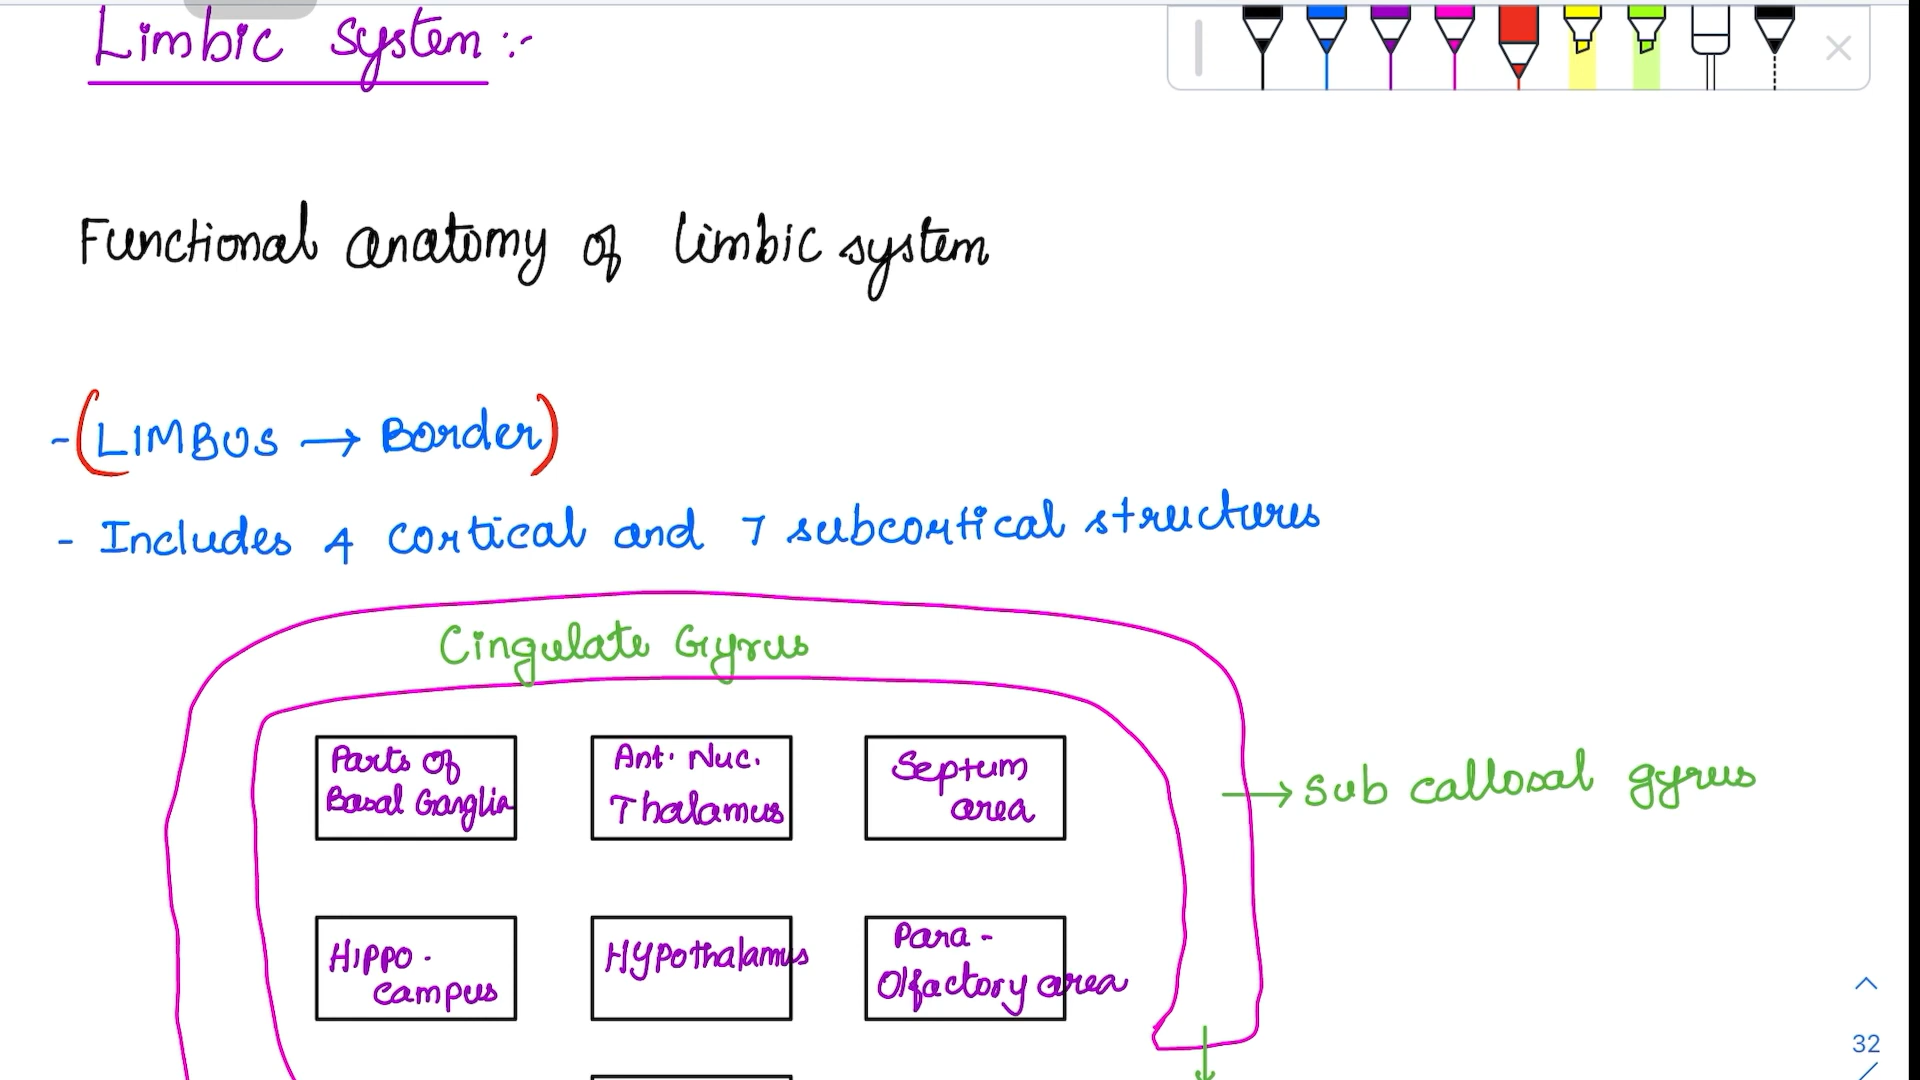 Limbic System :-
Functional anatomy of limbic system
- (LIMBUS → Border)
- Includes 4 cortical and 7 subcortical structures
Cingulate Gyrus
Parts of
Basal Ganglia
Ant. Nuc.
Thalamus
Septum
area
→ Sub callosal gyrus
Hippo-
campus
Hypothalamus
Para-
Olfactory area
32